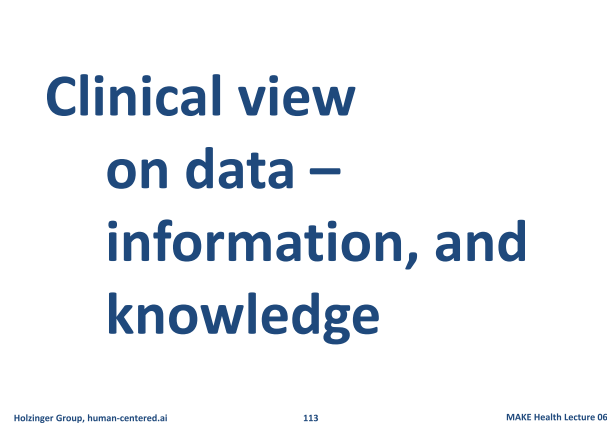 Clinical view
on data –
information, and
knowledge
Holzinger Group, human-centered.ai
113
MAKE Health Lecture 06